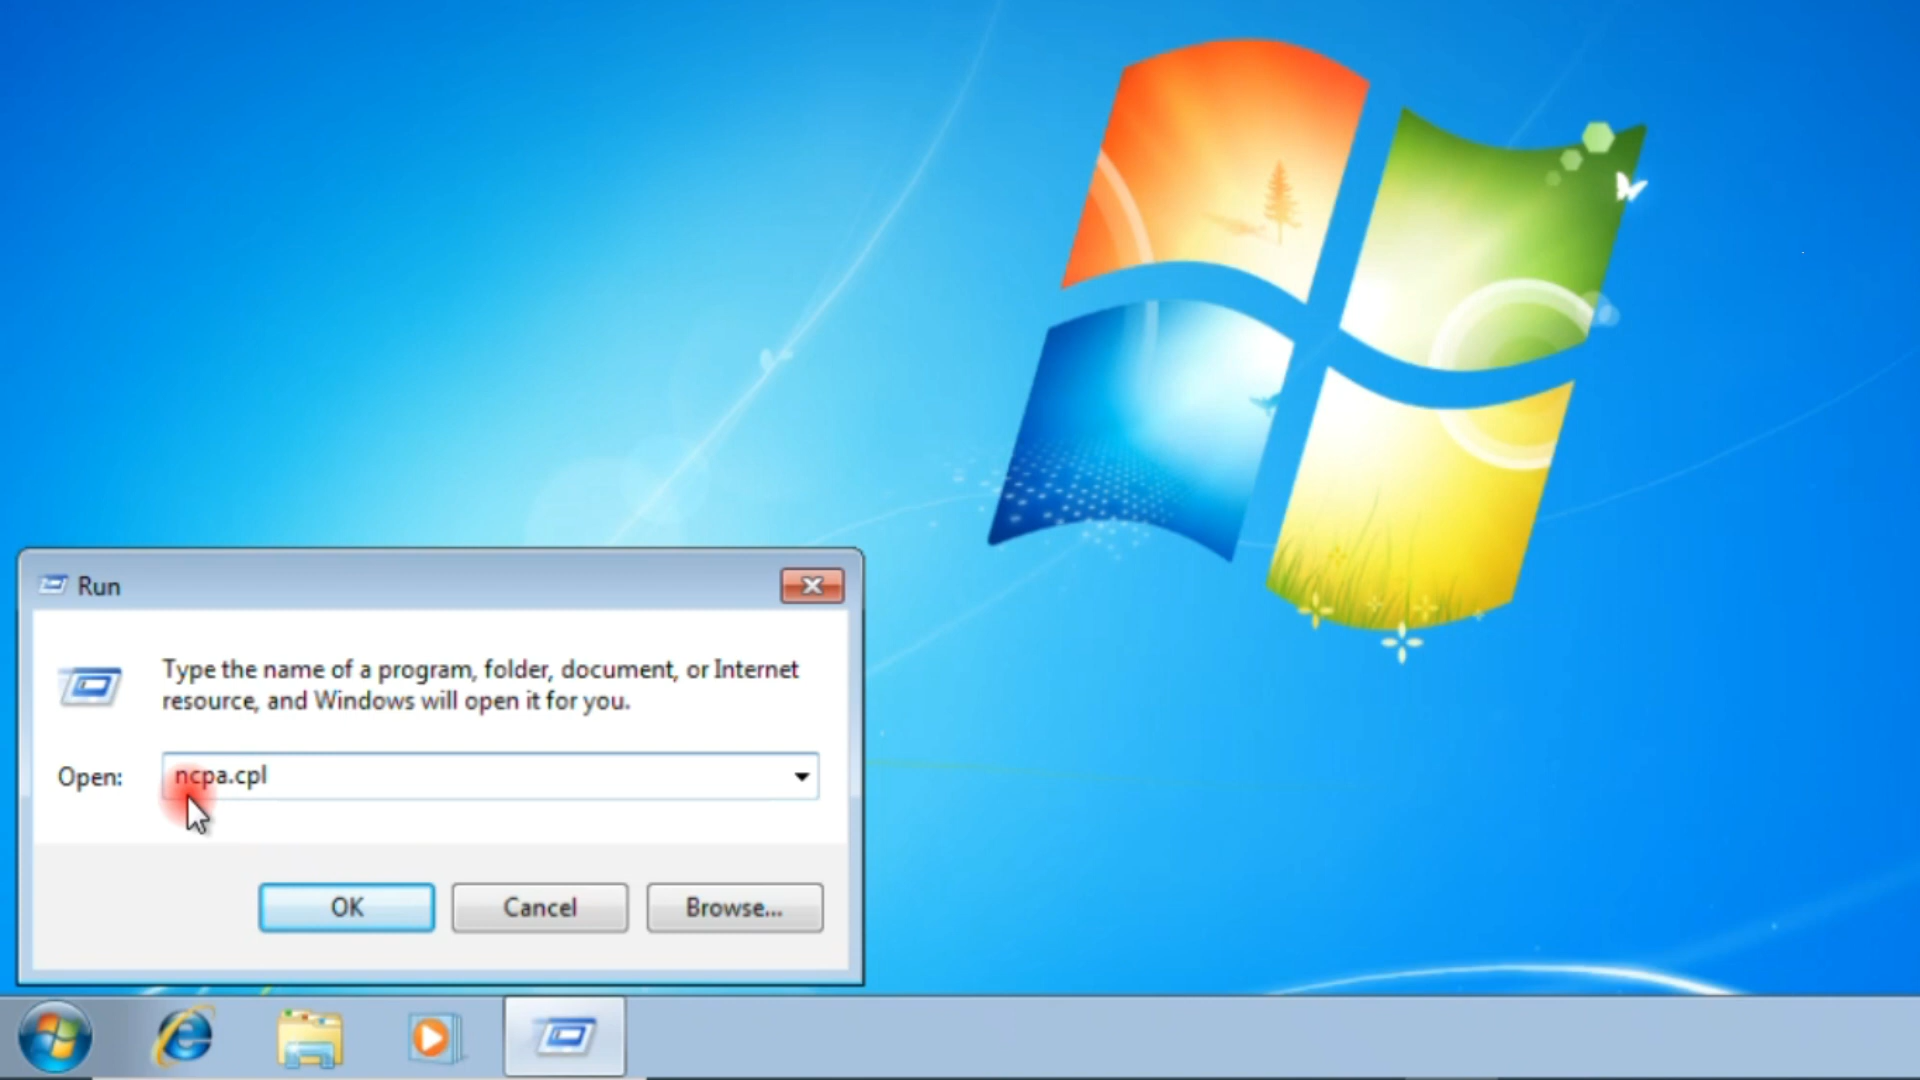 Run
Type the name of a program, folder, document, or Internet
resource, and Windows will open it for you.
Open: ncpa.cpl
OK Cancel Browse...